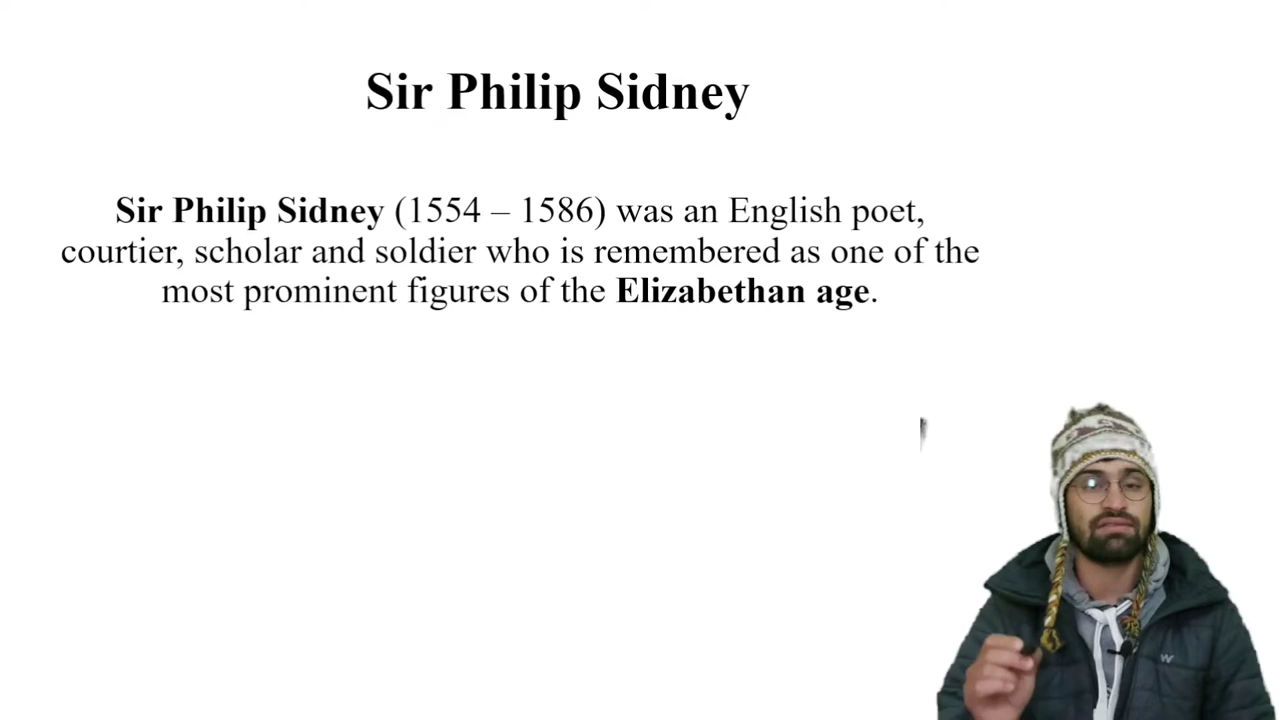 Sir Philip Sidney
Sir Philip Sidney (1554 – 1586) was an English poet,
courtier, scholar and soldier who is remembered as one of the
most prominent figures of the Elizabethan age.
W